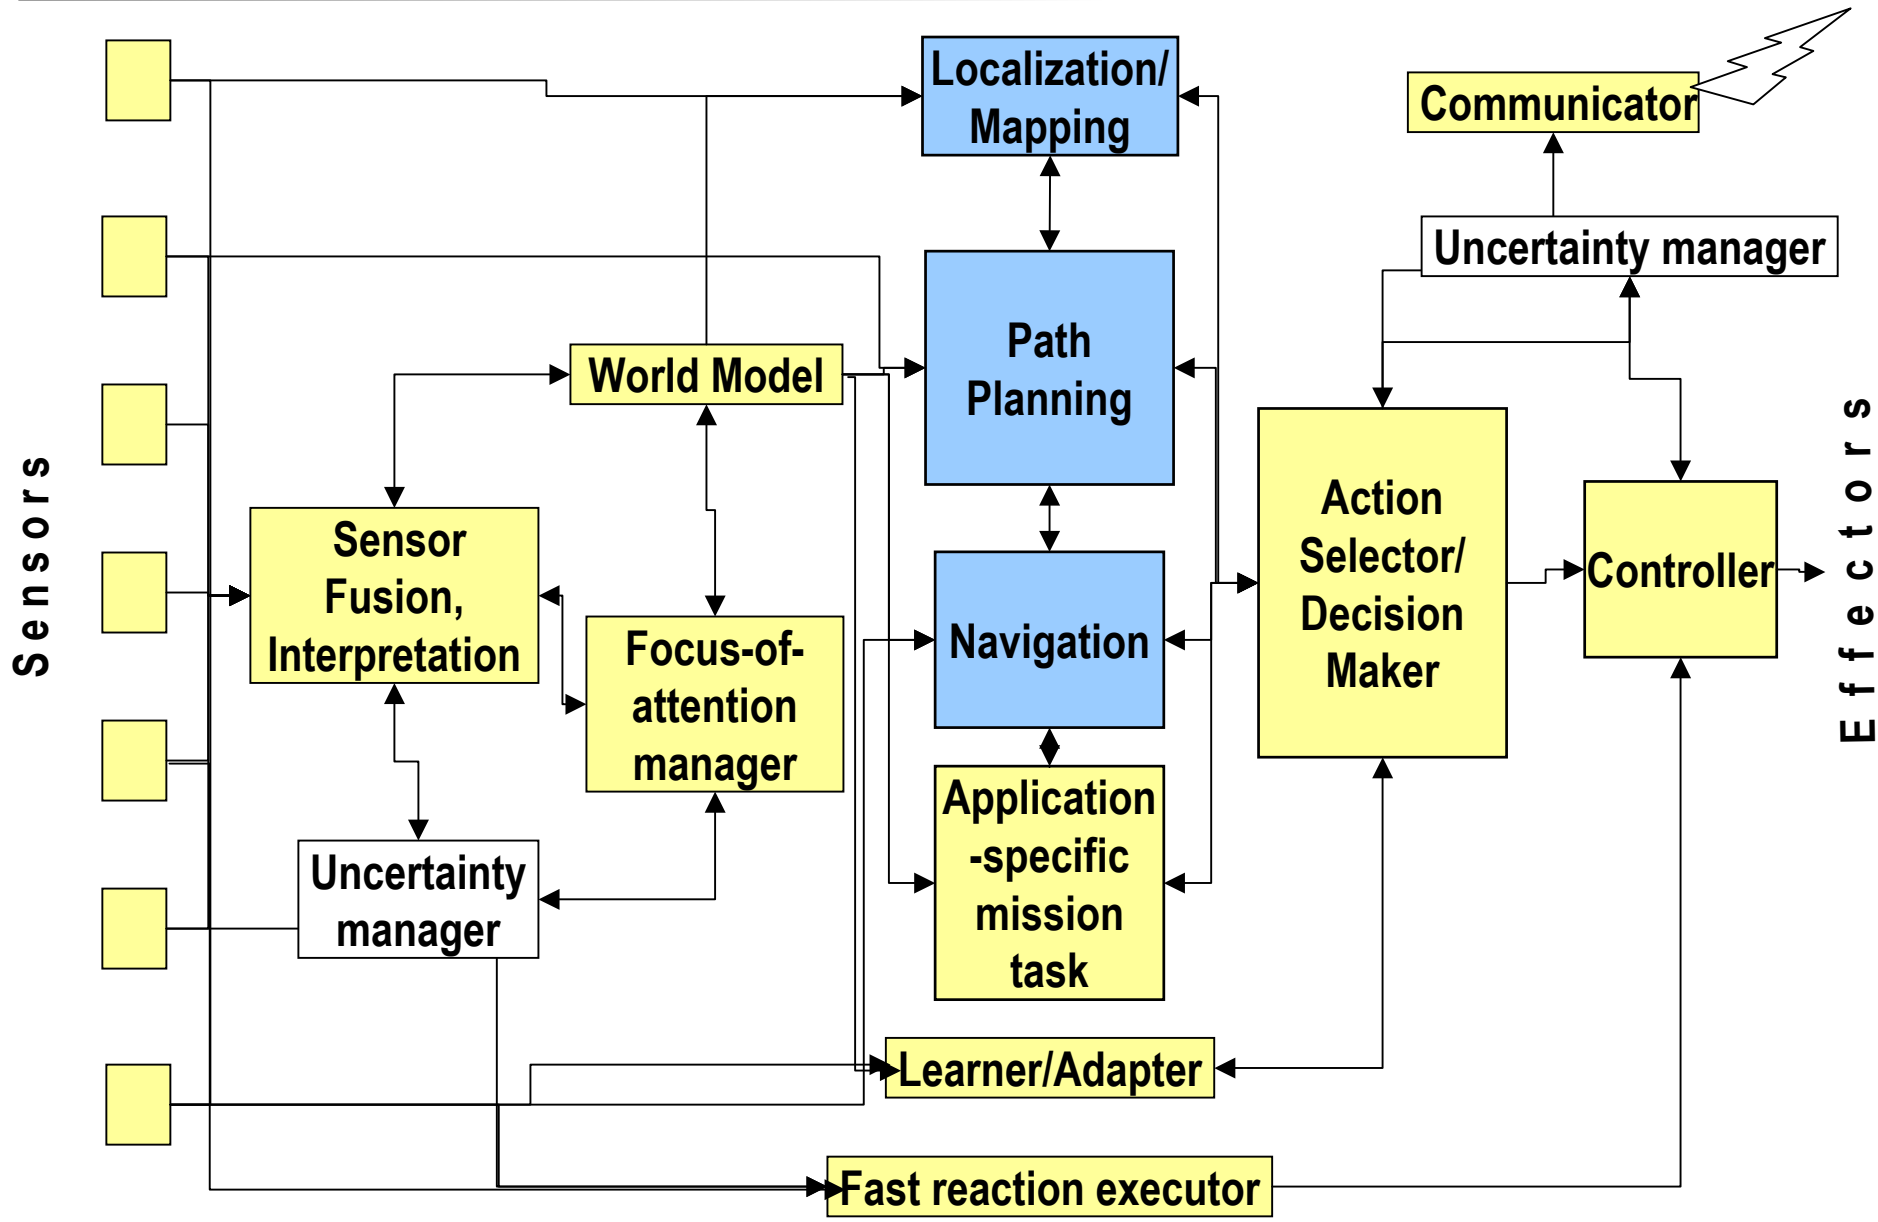 Sensors
Localization/
Mapping
Communicator
Uncertainty manager
Path
Planning
World Model
Effectors
Action
Selector/
Decision
Maker
Controller
Sensor
Fusion,
Interpretation
Focus-of-
attention
manager
Navigation
Application
-specific
mission
task
Uncertainty
manager
Learner/Adapter
Fast reaction executor